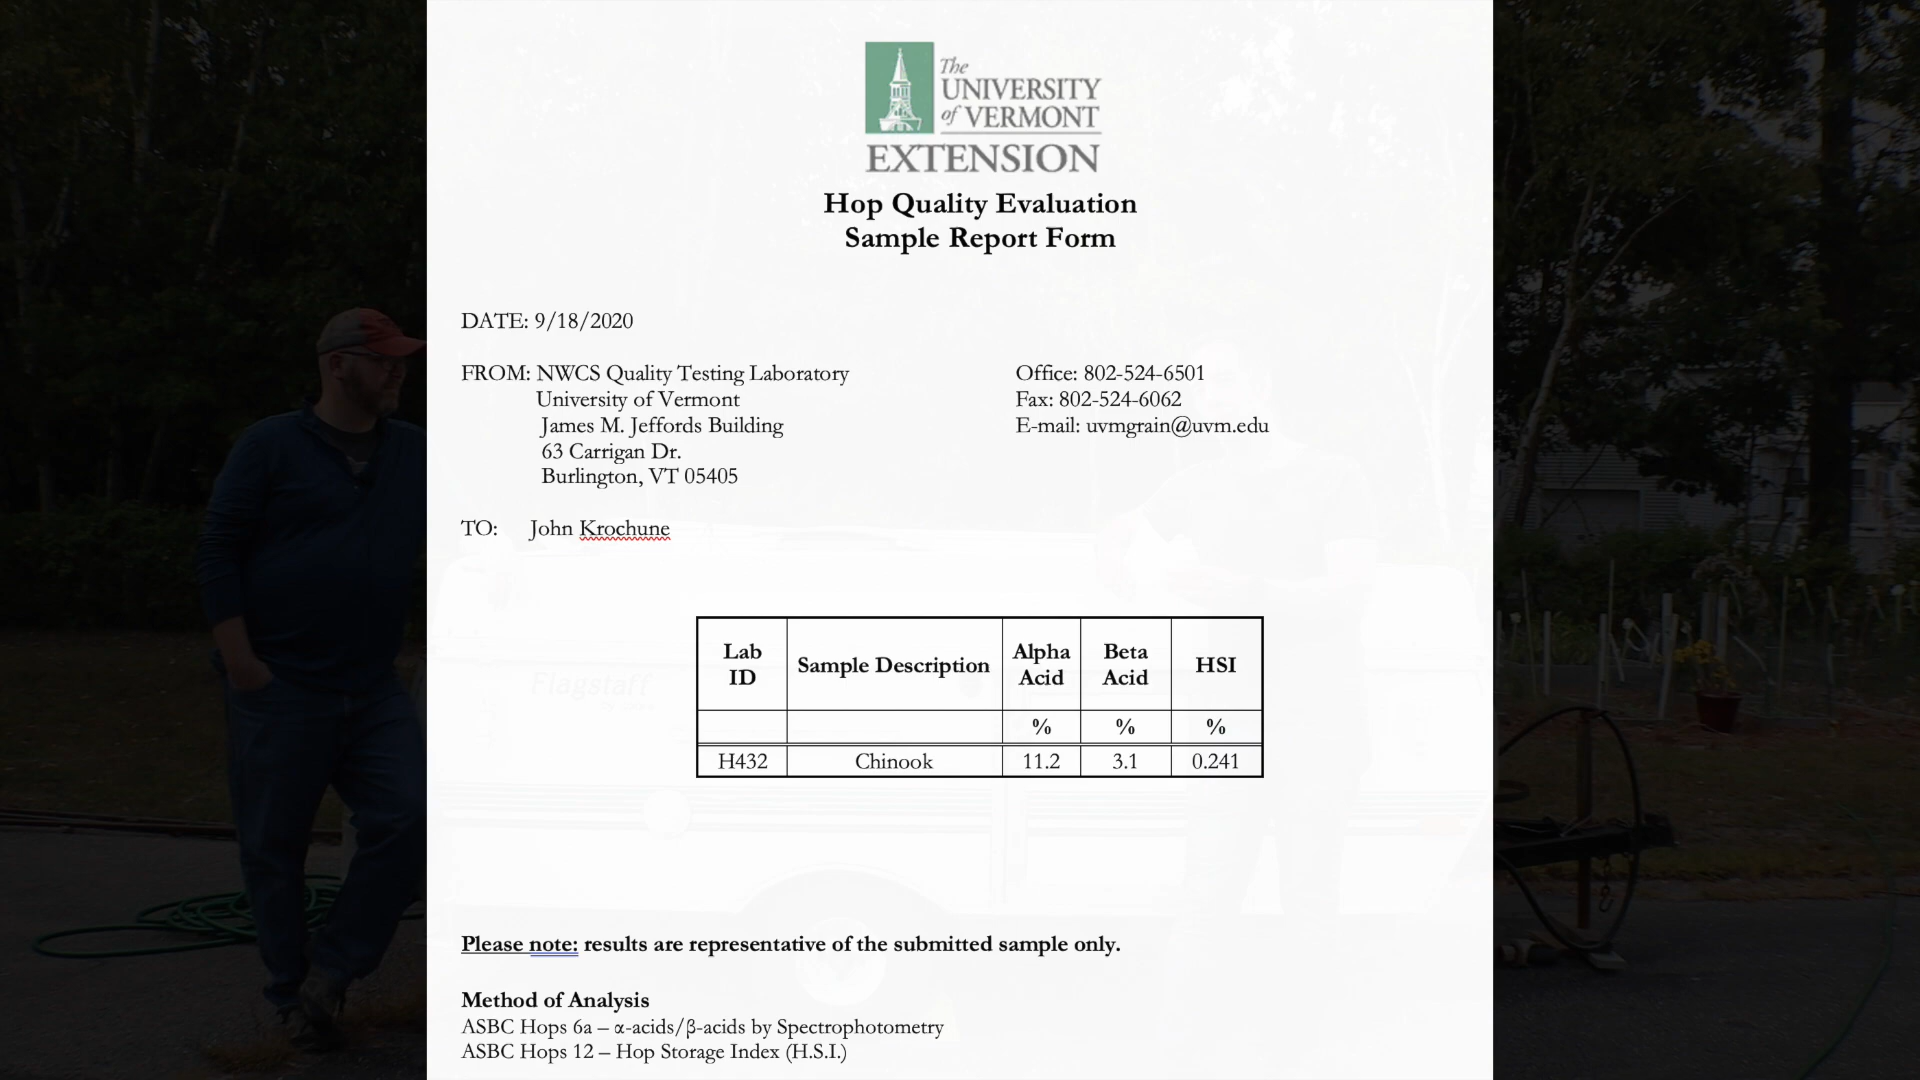 The
UNIVERSITY
of VERMONT
EXTENSION
Hop Quality Evaluation
Sample Report Form
DATE: 9/18/2020
FROM: NWCS Quality Testing Laboratory
University of Vermont
James M. Jeffords Building
63 Carrigan Dr.
Burlington, VT 05405
Office: 802-524-6501
Fax: 802-524-6062
E-mail: uvmgrain@uvm.edu
TO: John Krochune
Lab ID Sample Description Alpha Acid Beta Acid HSI
% % %
H432 Chinook 11.2 3.1 0.241
Flagstaff
Please note: results are representative of the submitted sample only.
Method of Analysis
ASBC Hops 6a – α-acids/β-acids by Spectrophotometry
ASBC Hops 12 – Hop Storage Index (H.S.I.)